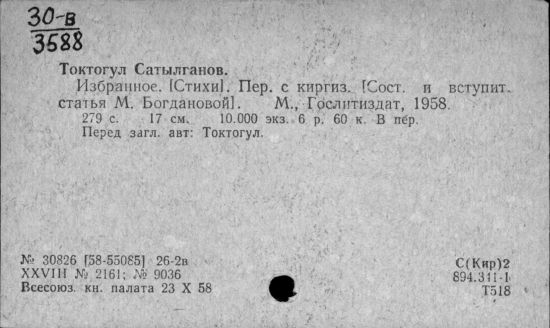 30-в
3588
Токтогул Сатылганов.
Избранное. [Стихи]. Пер. с киргиз. [Сост. и вступит.
статья М. Богдановой]. М., Гослитиздат, 1958.
279 с. 17 см. 10.000 экз. 6 р. 60 к. В пер.
Перед загл. авт: Токтогул.
№ 30826 [58-55085] 26-2в
XXVIII № 2161; № 9036
Всесоюз. кн. палата 23 X 58
С(Кир)2
894.341-1
Т518